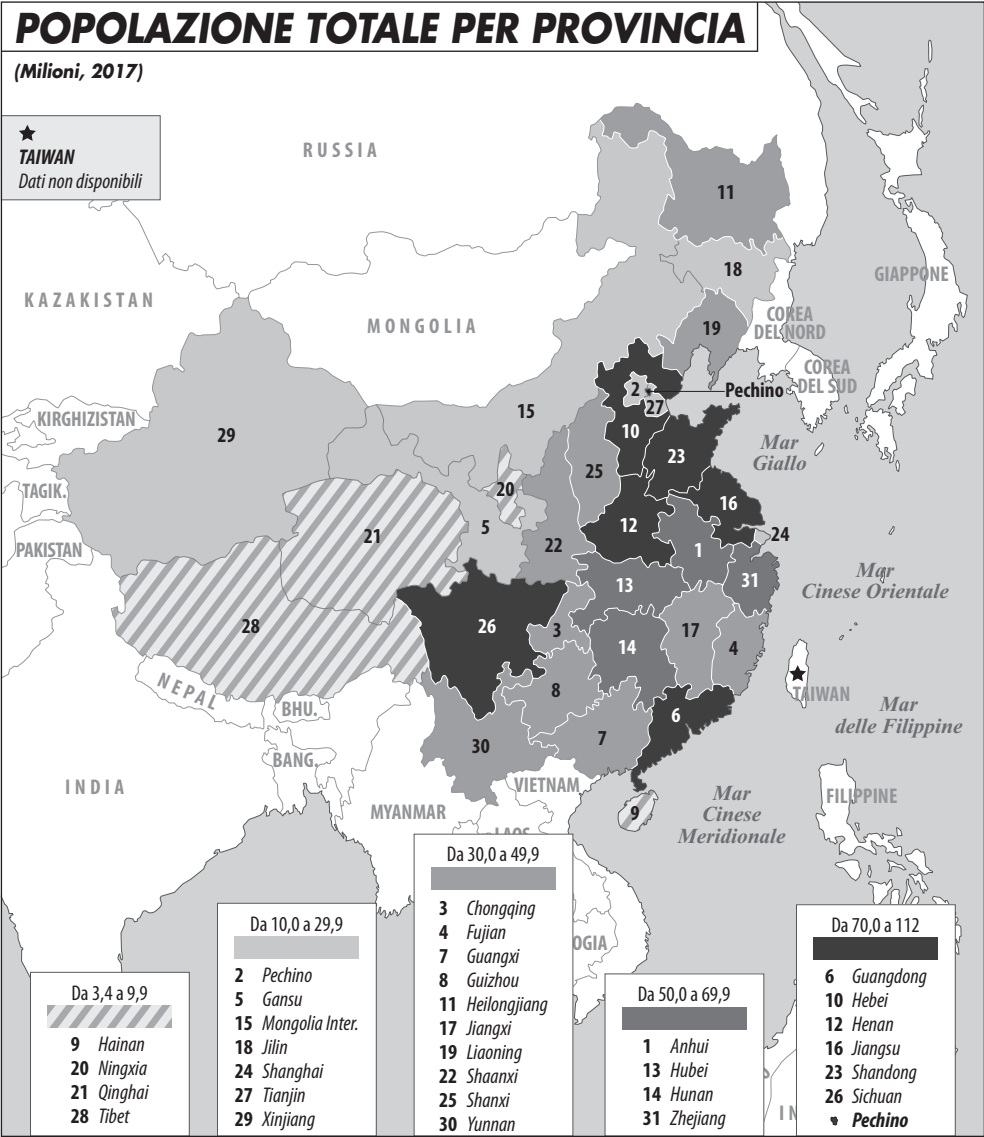 POPOLAZIONE TOTALE PER PROVINCIA
(Milioni, 2017)
★
TAIWAN
Dati non disponibili
RUSSIA
11
18
GIAPPONE
KAZAKISTAN
MONGOLIA
COREA
DEL NORD
19
COREA
DEL SUD
2
Pechino
27
KIRGHIZISTAN
15
29
10
Mar
Giallo
23
25
TAGIK.
20
16
21
5
12
24
PAKISTAN
22
1
31
Mar
Cinese Orientale
13
28
26
3
17
14
4
NEPAL
8
TAIWAN
BHU.
6
Mar
delle Filippine
30
7
BANG.
INDIA
VIETNAM
MYANMAR
9
Mar
Cinese
Meridionale
FILIPPINE
LAOS
OGIA
IN
Da 3,4 a 9,9
9 Hainan
20 Ningxia
21 Qinghai
28 Tibet
Da 10,0 a 29,9
2 Pechino
5 Gansu
15 Mongolia Inter.
18 Jilin
24 Shanghai
27 Tianjin
29 Xinjiang
Da 30,0 a 49,9
3 Chongqing
4 Fujian
7 Guangxi
8 Guizhou
11 Heilongjiang
17 Jiangxi
19 Liaoning
22 Shaanxi
25 Shanxi
30 Yunnan
Da 50,0 a 69,9
1 Anhui
13 Hubei
14 Hunan
31 Zhejiang
Da 70,0 a 112
6 Guangdong
10 Hebei
12 Henan
16 Jiangsu
23 Shandong
26 Sichuan
Pechino